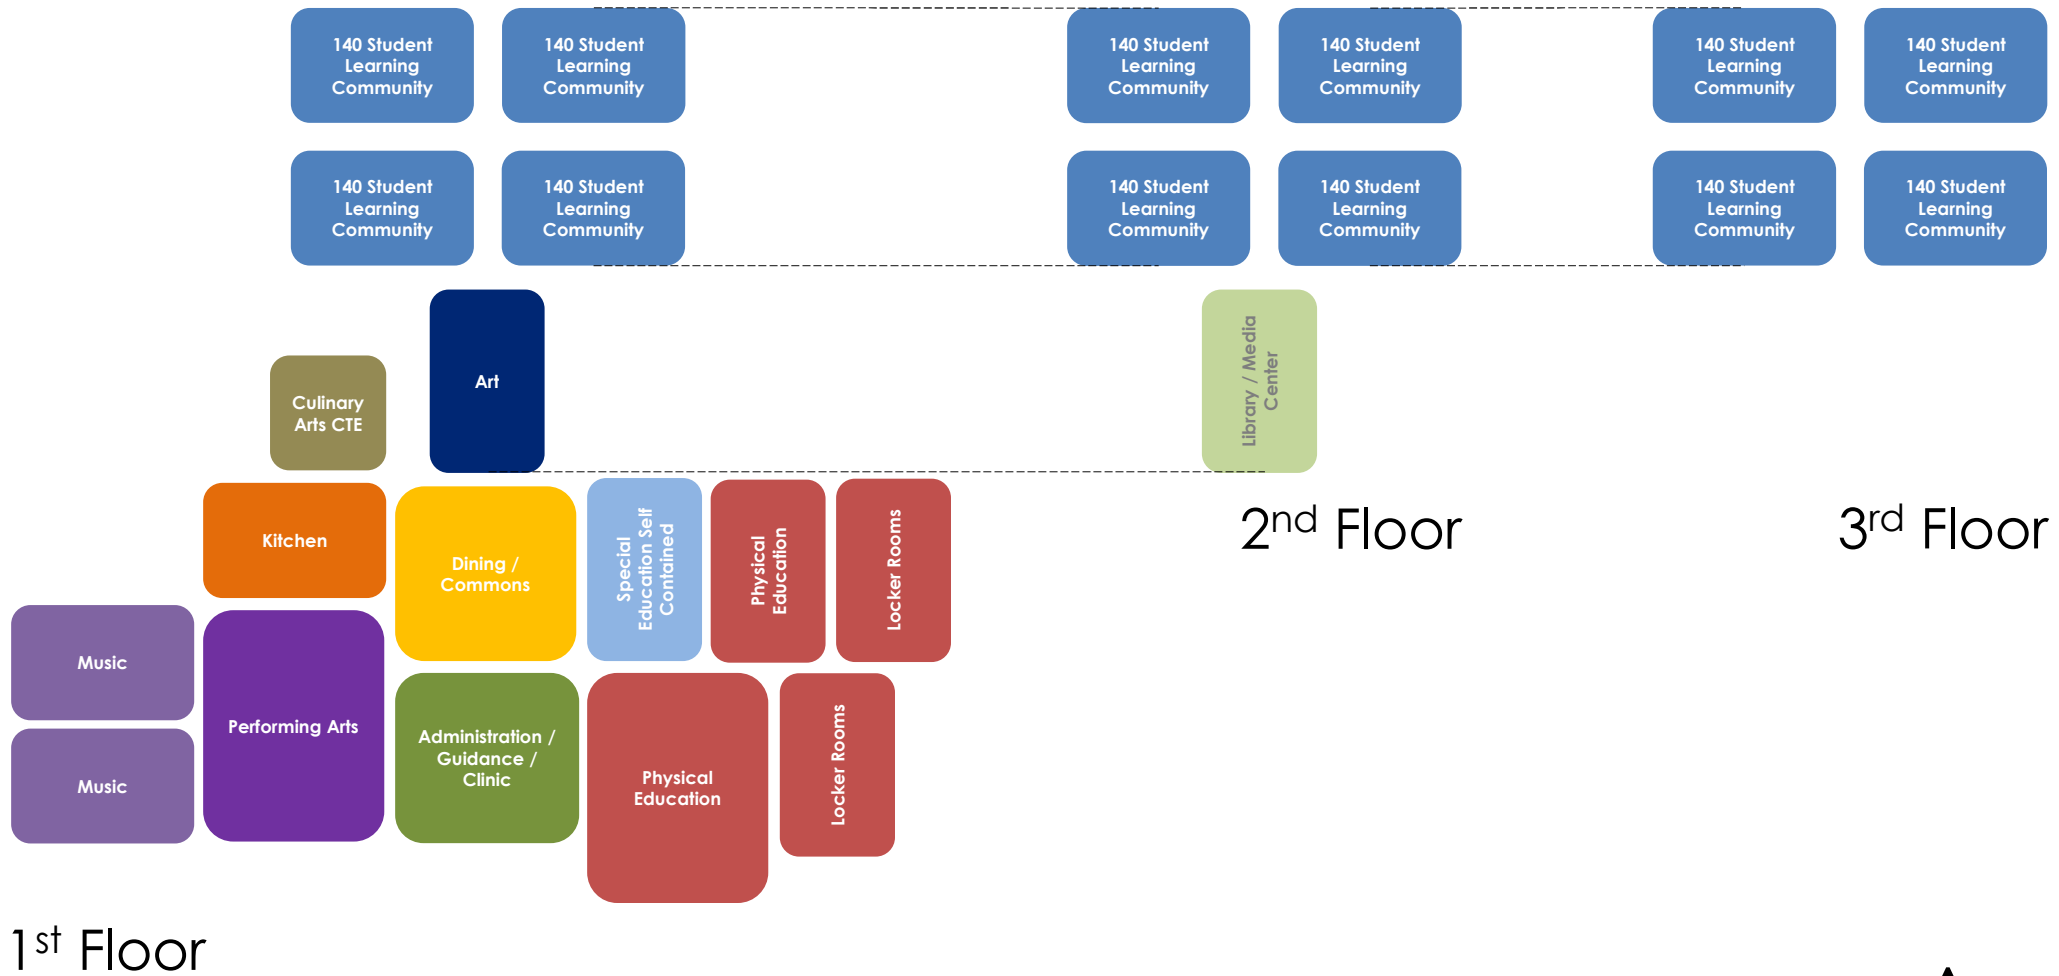 140 Student
Learning
Community
140 Student
Learning
Community
140 Student
Learning
Community
140 Student
Learning
Community
140 Student
Learning
Community
140 Student
Learning
Community
140 Student
Learning
Community
140 Student
Learning
Community
140 Student
Learning
Community
140 Student
Learning
Community
140 Student
Learning
Community
140 Student
Learning
Community
Art
Library / Media
Center
Culinary
Arts CTE
Kitchen
Dining /
Commons
Special
Education Self
Contained
Physical
Education
Locker Rooms
2nd Floor
3rd Floor
Music
Performing Arts
Music
Administration /
Guidance /
Clinic
Physical
Education
Locker Rooms
1st Floor